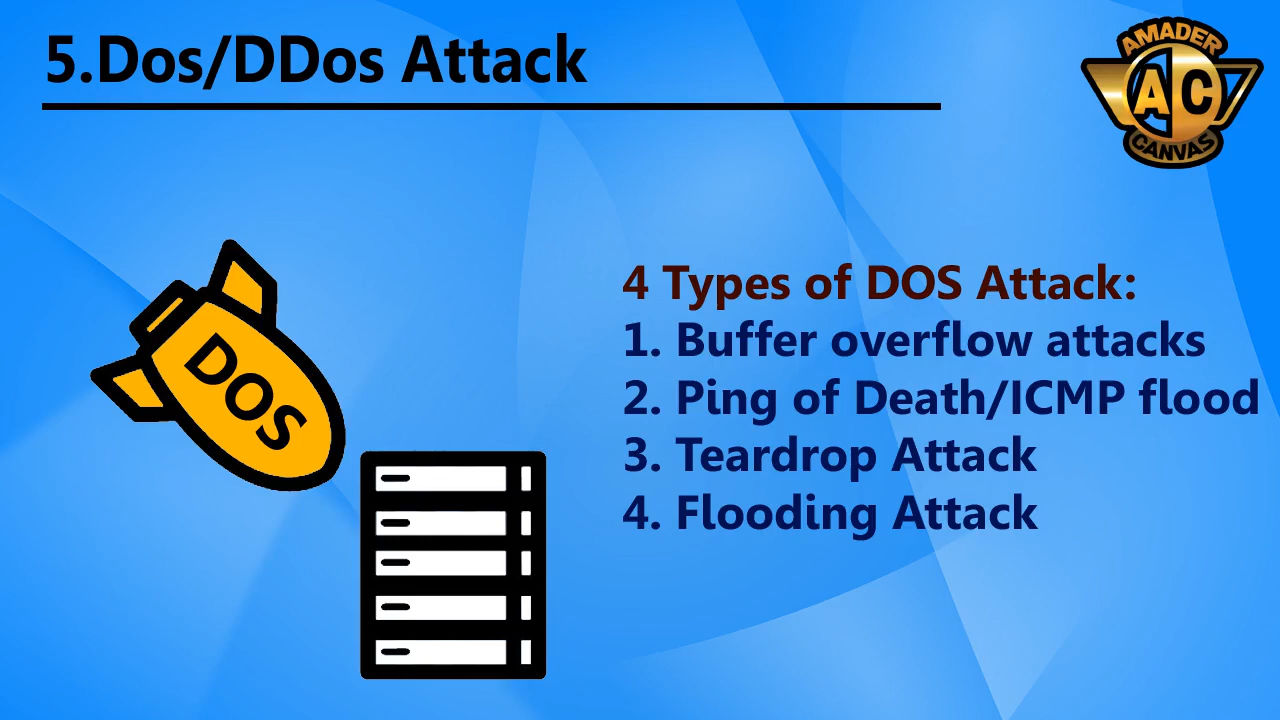 5.Dos/DDos Attack
AMADER
AC
CANVAS
DOS
4 Types of DOS Attack:
1. Buffer overflow attacks
2. Ping of Death/ICMP flood
3. Teardrop Attack
4. Flooding Attack